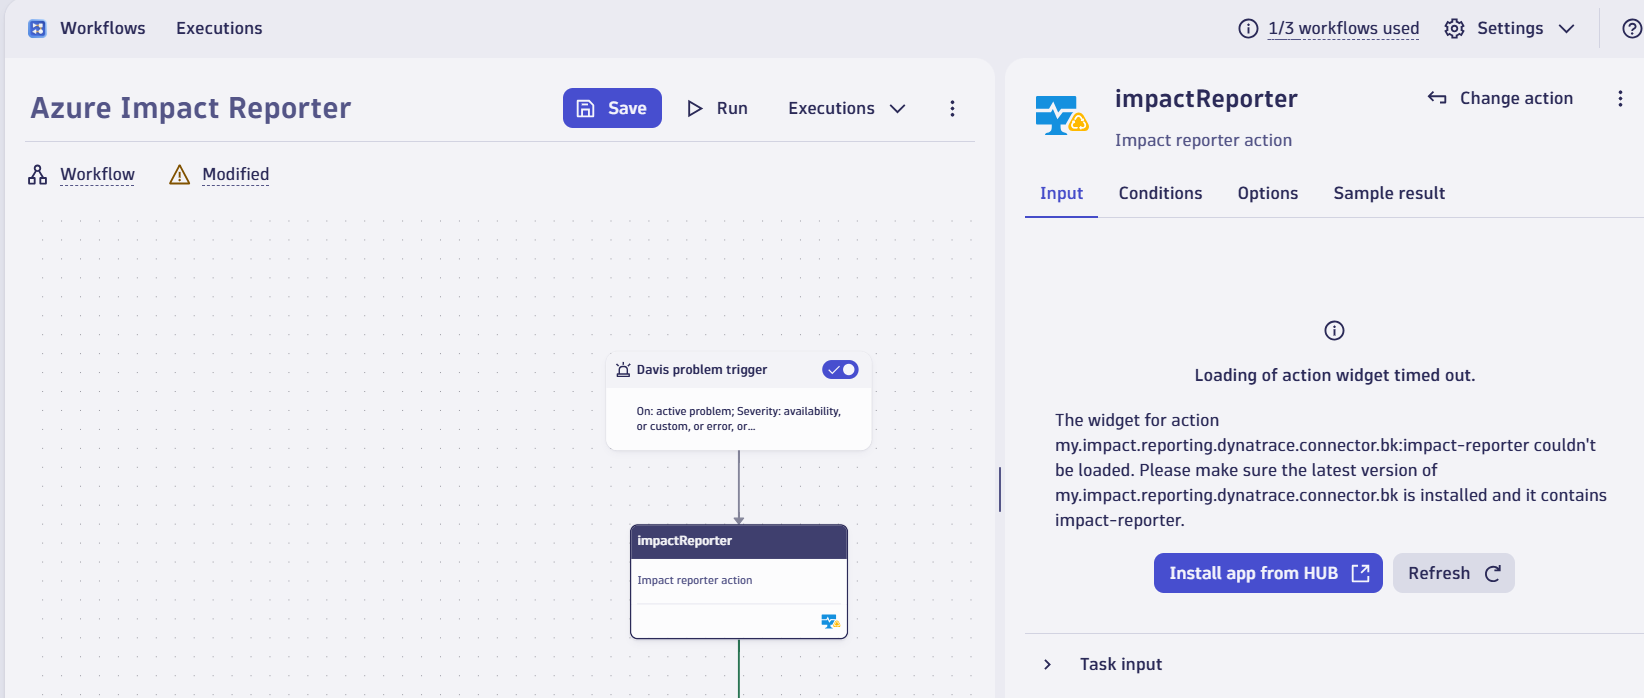 Workflows
Executions
1/3 workflows used
Settings
Azure Impact Reporter
Save
Run
Executions
Workflow
Modified
Davis problem trigger
On: active problem; Severity: availability,
or custom, or error, or...
impactReporter
Impact reporter action
impactReporter
Impact reporter action
Change action
Input
Conditions
Options
Sample result
Loading of action widget timed out.
The widget for action
my.impact.reporting.dynatrace.connector.bk:impact-reporter couldn't
be loaded. Please make sure the latest version of
my.impact.reporting.dynatrace.connector.bk is installed and it contains
impact-reporter.
Install app from HUB
Refresh
Task input